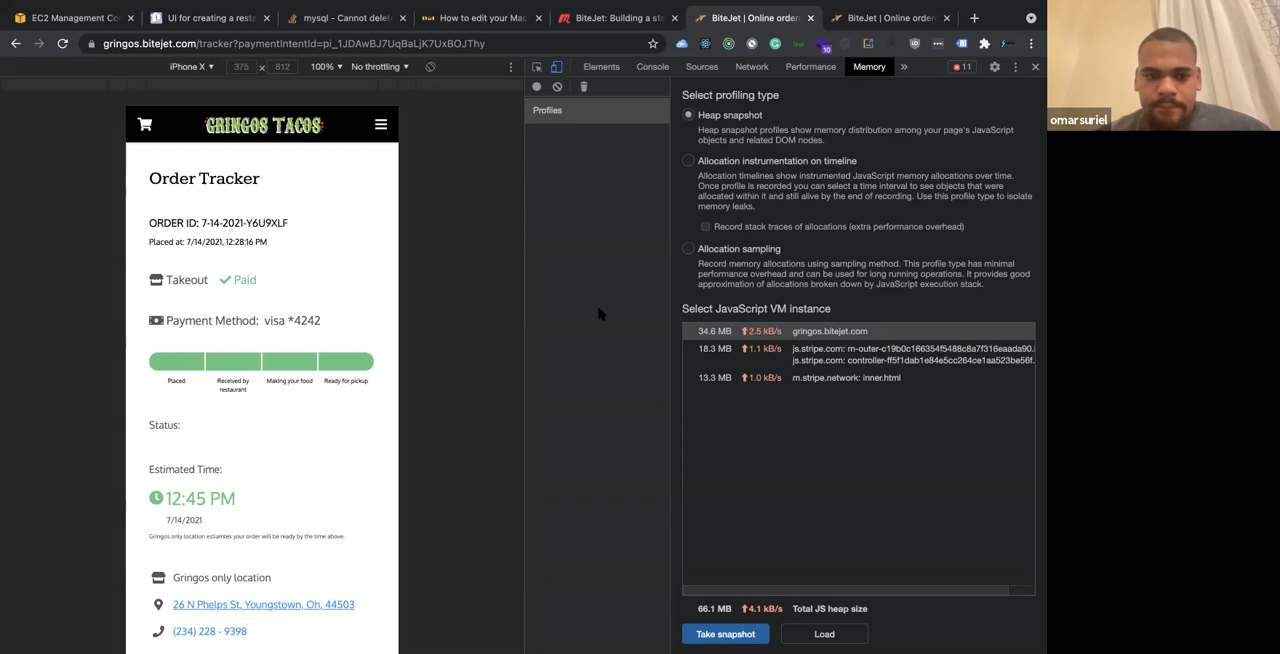 EC2 Management Co
UI for creating a resta
mysql - Cannot delet
How to edit your Mac
BiteJet: Building a sta
BiteJet | Online order
BiteJet | Online order
gringos.bitejet.com/tracker?paymentIntentId=pi_1JDAwBJ7UqBaLjK7UxBOJThy
10
iPhone X ▼ 375 x 812 100% ▼ No throttling ▼
Elements Console Sources Network Performance Memory » 11
GRINGOS TACOS
Order Tracker
ORDER ID: 7-14-2021-Y6U9XLF
Placed at: 7/14/2021, 12:28:16 PM
Takeout Paid
Payment Method: visa *4242
Placed
Received by
restaurant
Making your food
Ready for pickup
Status:
Estimated Time:
12:45 PM
7/14/2021
Gringos only location estiamtes your order will be ready by the time above.
Gringos only location
26 N Phelps St, Youngstown, Oh, 44503
(234) 228 - 9398
Profiles
Select profiling type
Heap snapshot
Heap snapshot profiles show memory distribution among your page's JavaScript
objects and related DOM nodes.
Allocation instrumentation on timeline
Allocation timelines show instrumented JavaScript memory allocations over time.
Once profile is recorded you can select a time interval to see objects that were
allocated within it and still alive by the end of recording. Use this profile type to isolate
memory leaks.
Record stack traces of allocations (extra performance overhead)
Allocation sampling
Record memory allocations using sampling method. This profile type has minimal
performance overhead and can be used for long running operations. It provides good
approximation of allocations broken down by JavaScript execution stack.
Select JavaScript VM instance
34.6 MB 2.5 kB/s gringos.bitejet.com
18.3 MB 1.1 kB/s js.stripe.com: m-outer-c19b0c166354f5488c8a7f316eaada90.
js.stripe.com: controller-ff5f1dab1e84e5cc264ce1aa523be56f.
13.3 MB 1.0 kB/s m.stripe.network: inner.html
66.1 MB 4.1 kB/s Total JS heap size
Take snapshot
Load
omarsuriel